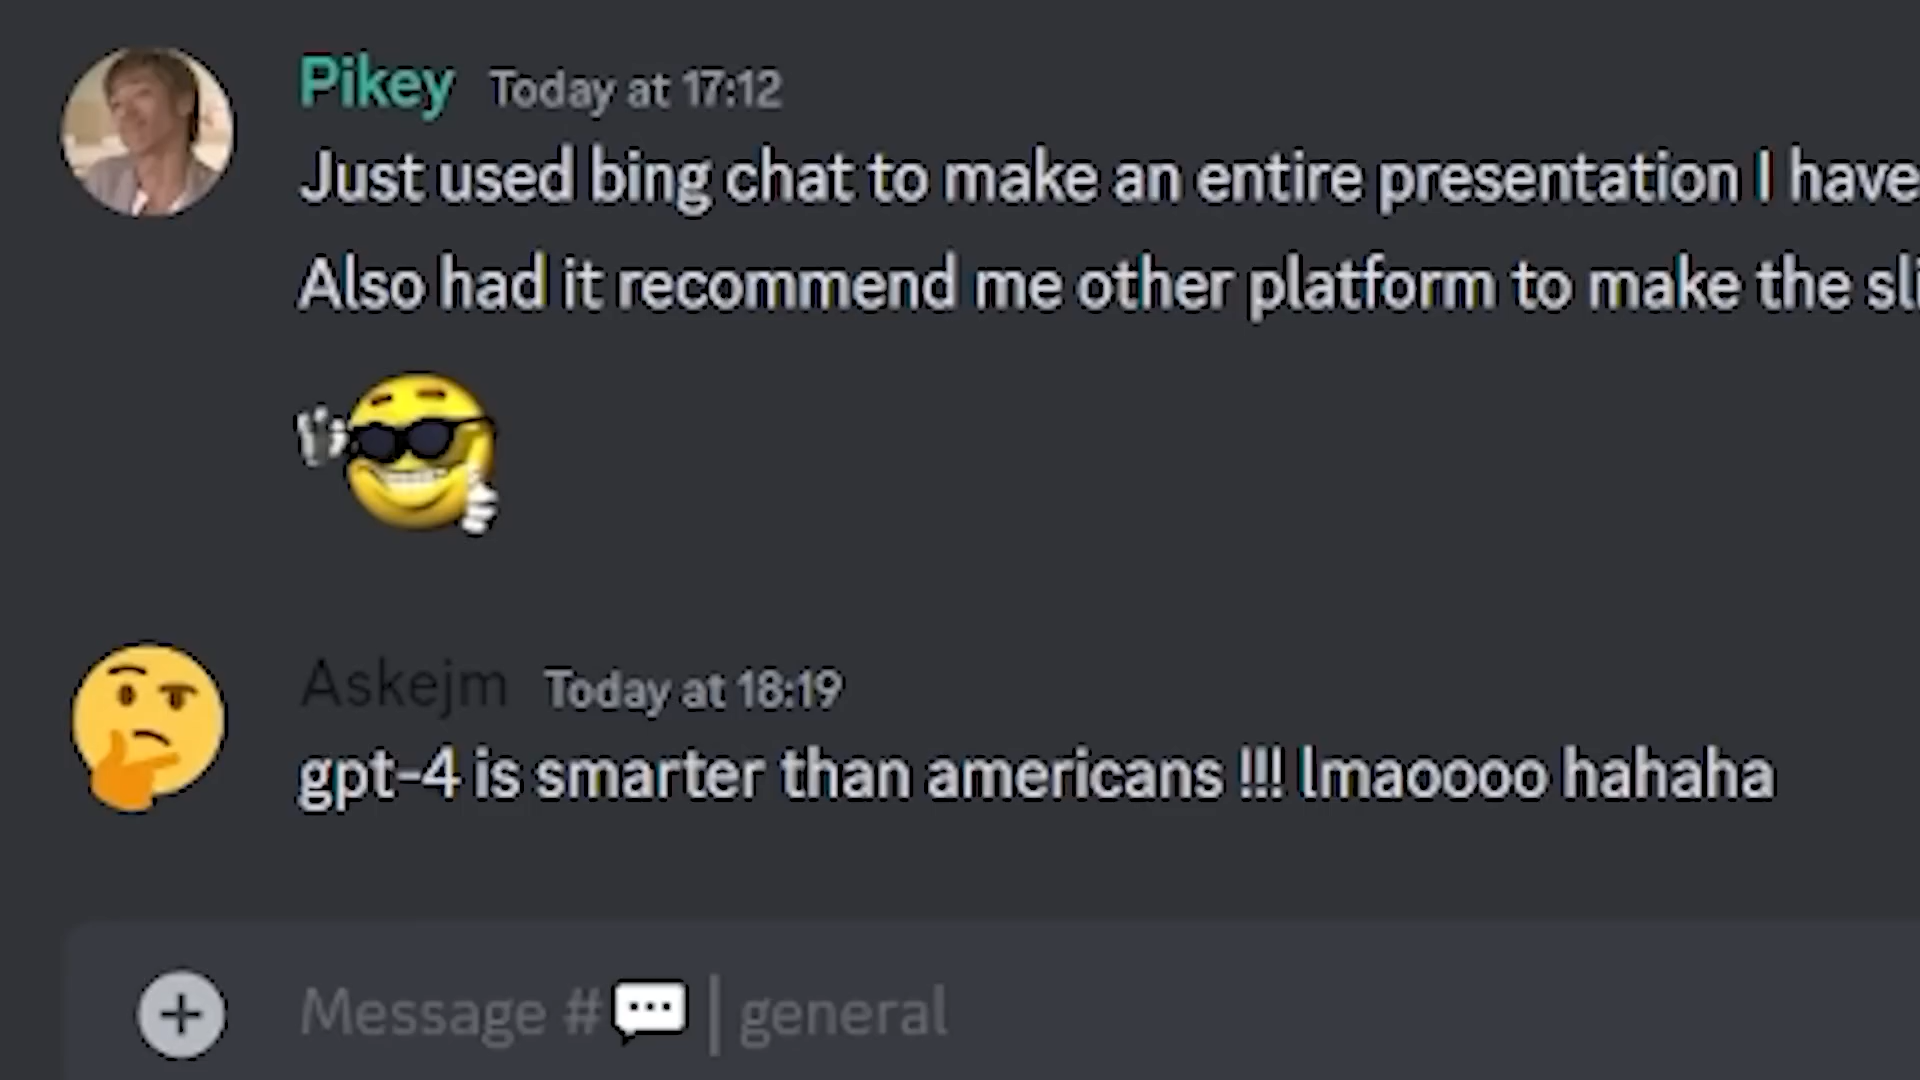 Pikey Today at 17:12
Just used bing chat to make an entire presentation I have
Also had it recommend me other platform to make the sli
Askejm Today at 18:19
gpt-4 is smarter than americans !!! lmaoooo hahaha
Message # | general